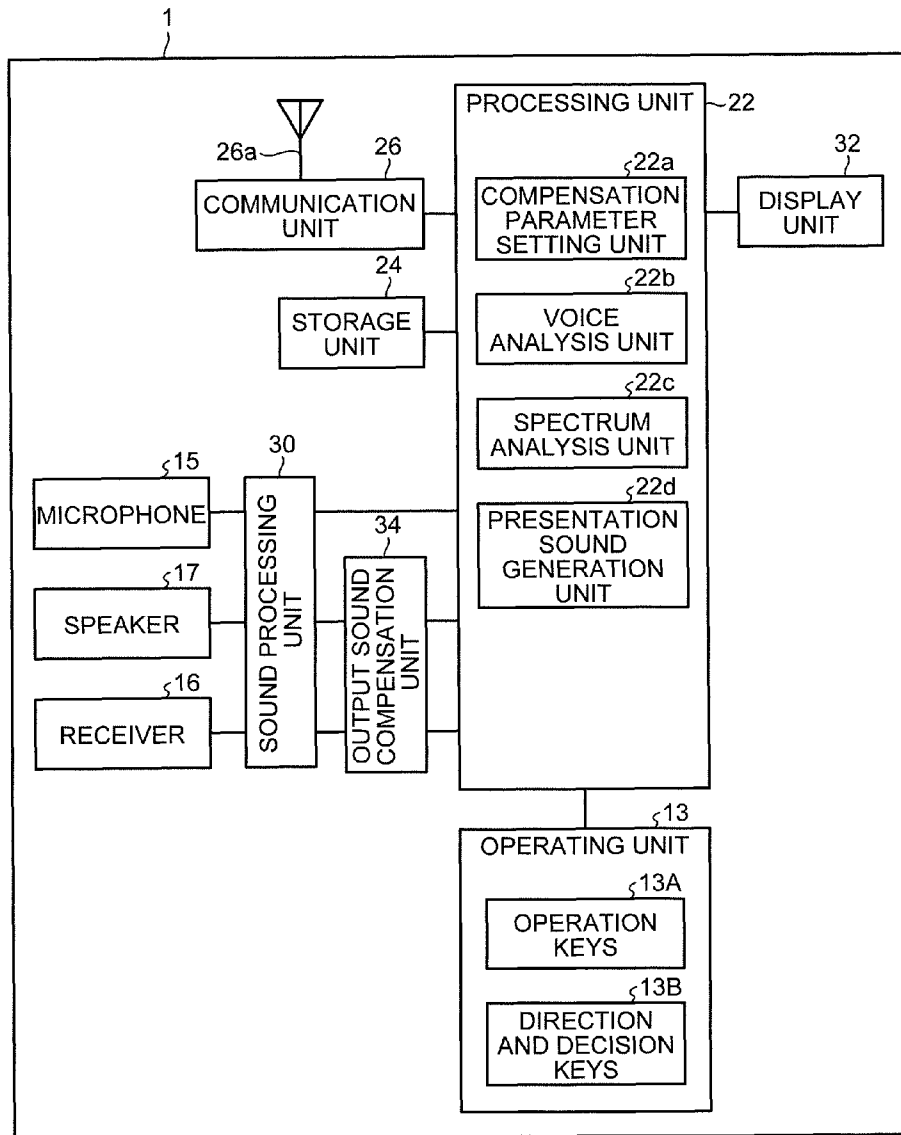 1
PROCESSING UNIT
22
26a
26
COMMUNICATION
UNIT
22a
COMPENSATION
PARAMETER
SETTING UNIT
32
DISPLAY
UNIT
24
STORAGE
UNIT
22b
VOICE
ANALYSIS UNIT
22c
SPECTRUM
ANALYSIS UNIT
15
MICROPHONE
30
SOUND PROCESSING
UNIT
34
OUTPUT SOUND
COMPENSATION
UNIT
22d
PRESENTATION
SOUND
GENERATION
UNIT
17
SPEAKER
16
RECEIVER
13
OPERATING UNIT
13A
OPERATION
KEYS
13B
DIRECTION
AND DECISION
KEYS